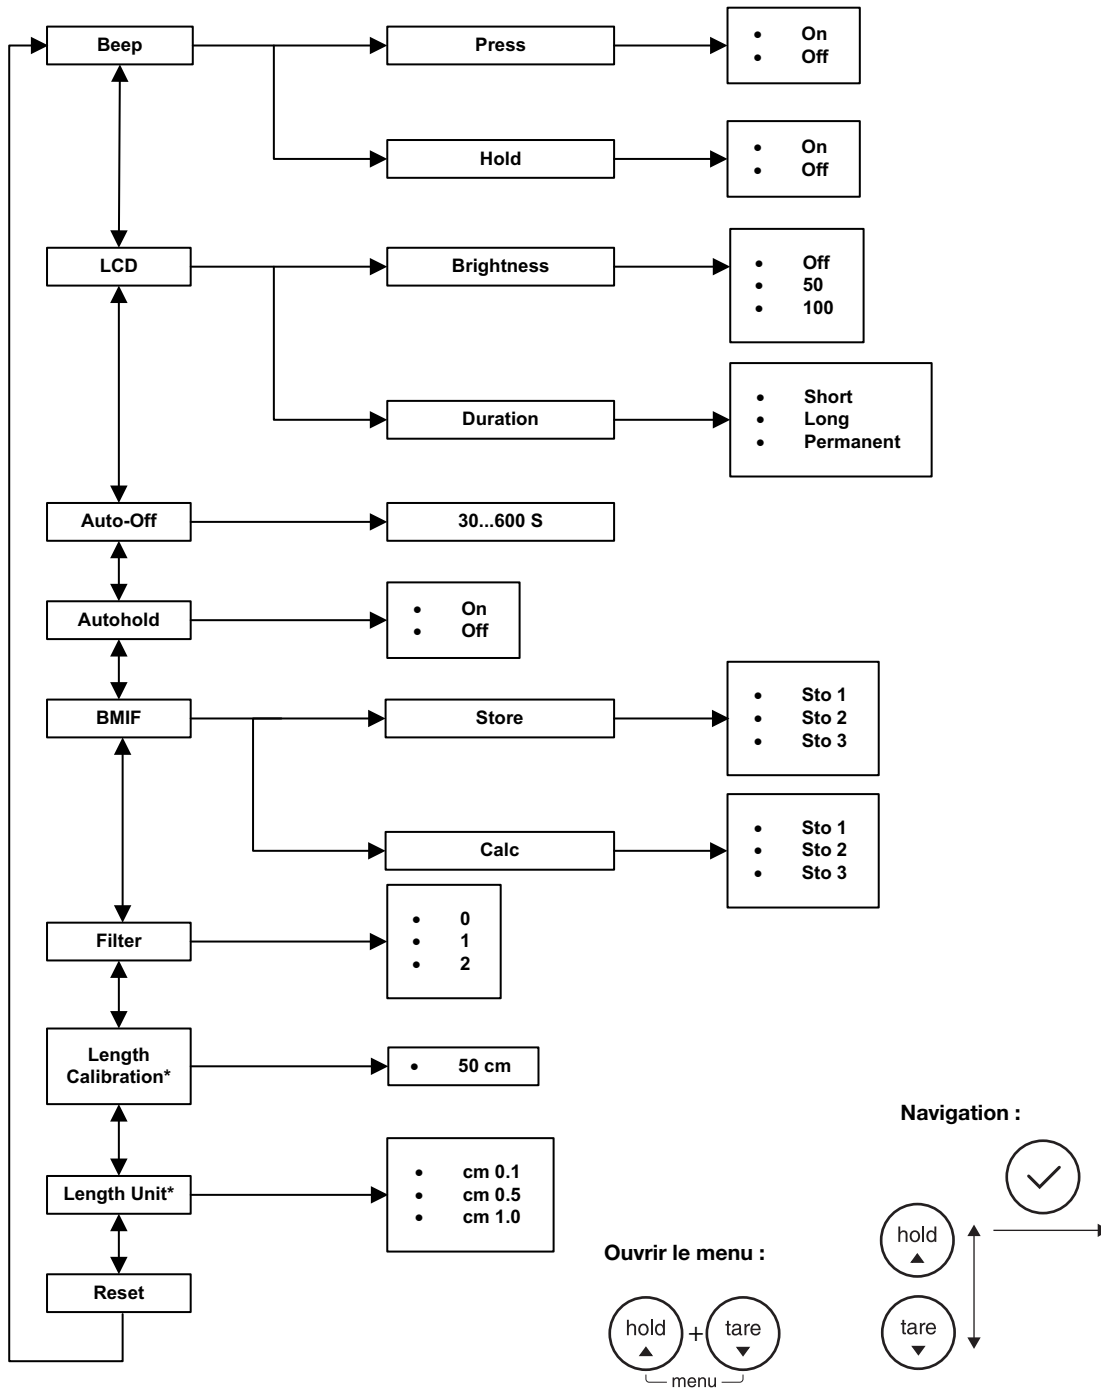 Beep
Press
• On
• Off
Hold
• On
• Off
LCD
Brightness
• Off
• 50
• 100
Duration
• Short
• Long
• Permanent
Auto-Off
30...600 S
Autohold
• On
• Off
BMIF
Store
• Sto 1
• Sto 2
• Sto 3
Calc
• Sto 1
• Sto 2
• Sto 3
Filter
• 0
• 1
• 2
Length
Calibration*
• 50 cm
Length Unit*
• cm 0.1
• cm 0.5
• cm 1.0
Reset
Ouvrir le menu :
hold + tare
menu
Navigation :
hold
tare